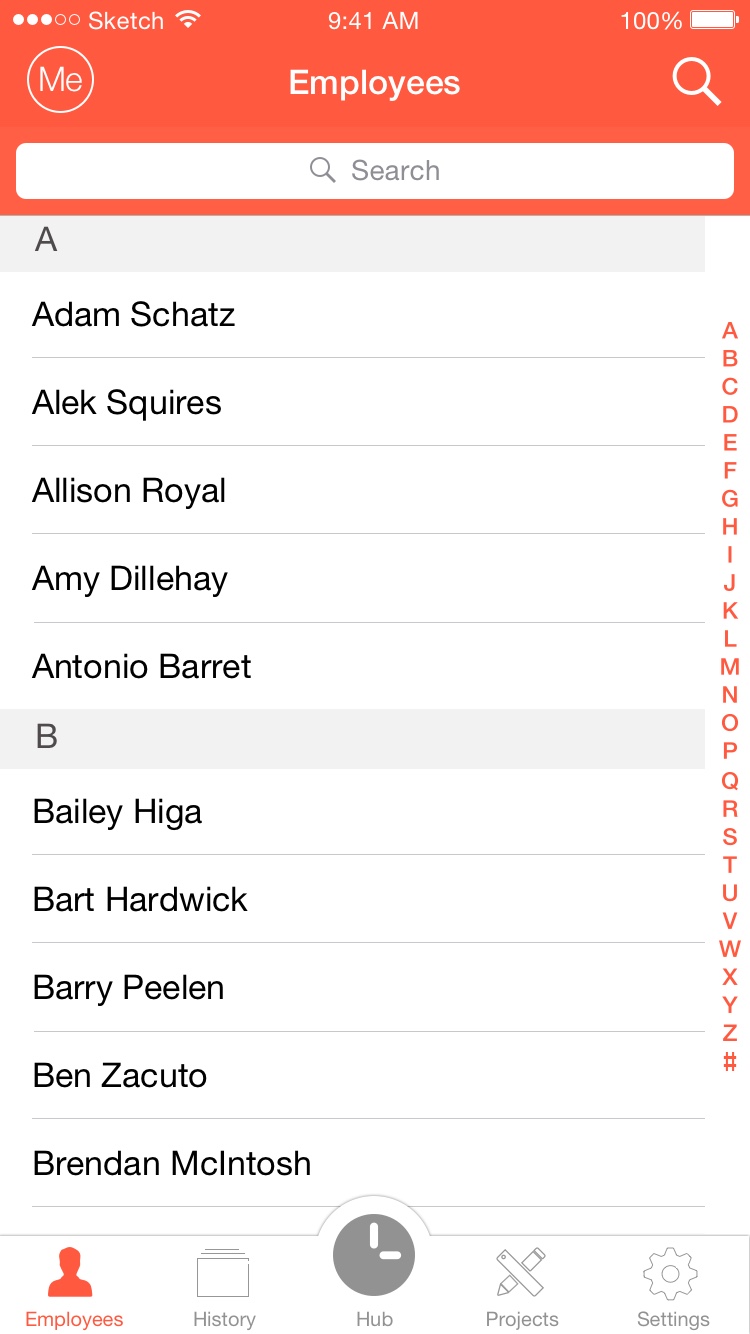 Sketch 9:41 AM 100%
Me Employees
Search
A
Adam Schatz
Alek Squires
Allison Royal
Amy Dillehay
Antonio Barret
B
Bailey Higa
Bart Hardwick
Barry Peelen
Ben Zacuto
Brendan McIntosh
A
B
C
D
E
F
G
H
I
J
K
L
M
N
O
P
Q
R
S
T
U
V
W
X
Y
Z
#
Employees History Hub Projects Settings